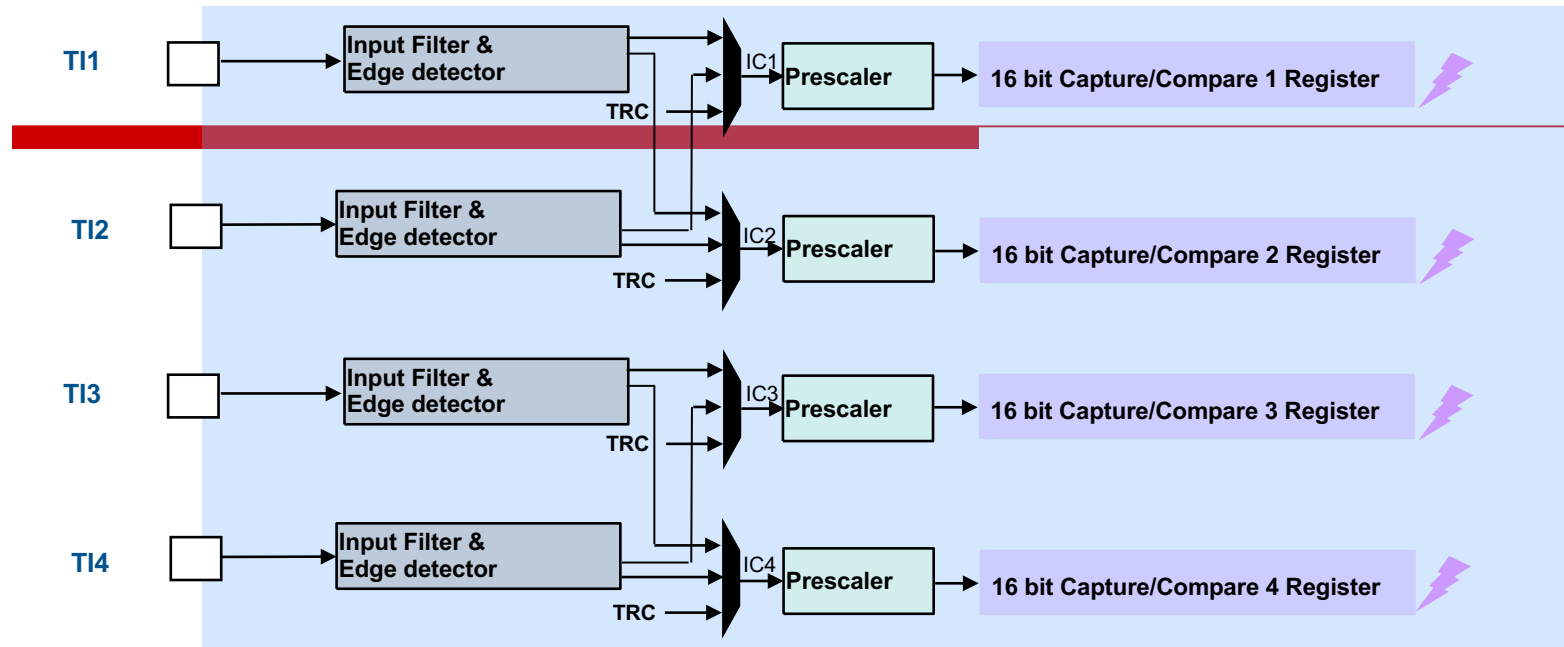 TI1
Input Filter &
Edge detector
TRC
IC1
Prescaler
16 bit Capture/Compare 1 Register
TI2
Input Filter &
Edge detector
TRC
IC2
Prescaler
16 bit Capture/Compare 2 Register
TI3
Input Filter &
Edge detector
TRC
IC3
Prescaler
16 bit Capture/Compare 3 Register
TI4
Input Filter &
Edge detector
TRC
IC4
Prescaler
16 bit Capture/Compare 4 Register